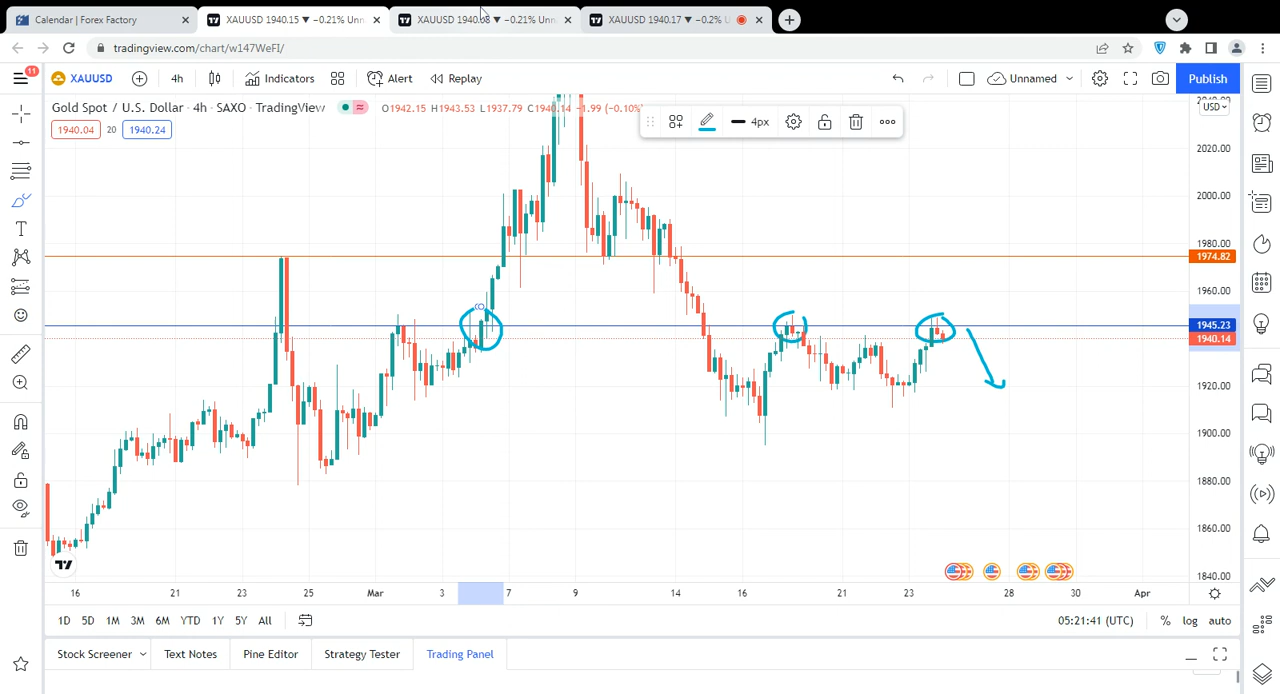 Calendar | Forex Factory
XAUUSD 1940.15 ▼ −0.21% Unn
XAUUSD 1940. ▼ −0.21% Unn
XAUUSD 1940.17 ▼ −0.2% U
tradingview.com/chart/w147WeFI/
11
XAUUSD
4h
Indicators
Alert
Replay
Unnamed
Publish
Gold Spot / U.S. Dollar · 4h · SAXO · TradingView
O1942.15 H1943.53 L1937.79 C1940.14 −1.99 (−0.10%)
4px
USD
1940.04
20
1940.24
2020.00
2000.00
1980.00
1974.82
1960.00
1945.23
1940.14
1920.00
1900.00
1880.00
1860.00
1840.00
16
21
23
25
Mar
3
7
9
14
16
21
23
28
30
Apr
1D
5D
1M
3M
6M
YTD
1Y
5Y
All
05:21:41 (UTC)
%
log
auto
Stock Screener
Text Notes
Pine Editor
Strategy Tester
Trading Panel